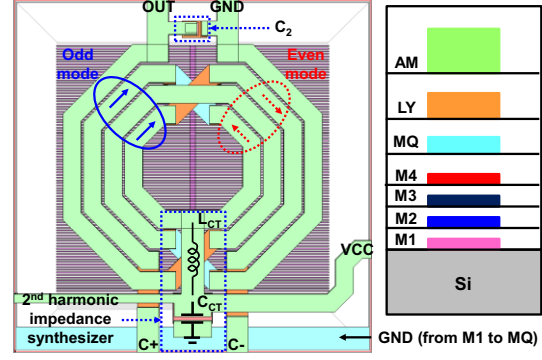 OUT GND
C2
Odd mode
Even mode
LCT
VCC
2nd harmonic impedance synthesizer
CCT
C+ C-
GND (from M1 to MQ)
AM
LY
MQ
M4
M3
M2
M1
Si